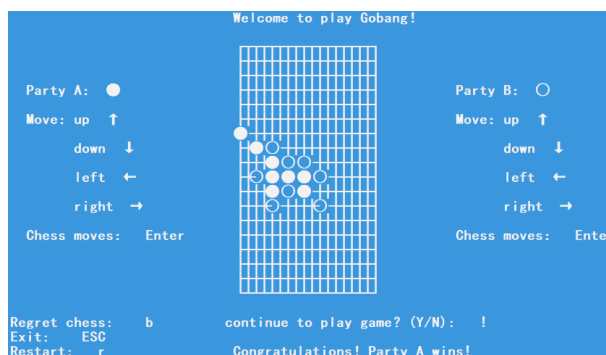 Welcome to play Gobang!
Party A: ●
Party B: ○
Move: up ↑
Move: up ↑
down ↓
down ↓
left ←
left ←
right →
right →
Chess moves: Enter
Chess moves: Ente
Regret chess: b
continue to play game? (Y/N): !
Exit: ESC
Restart: r
Congratulations! Party A wins!